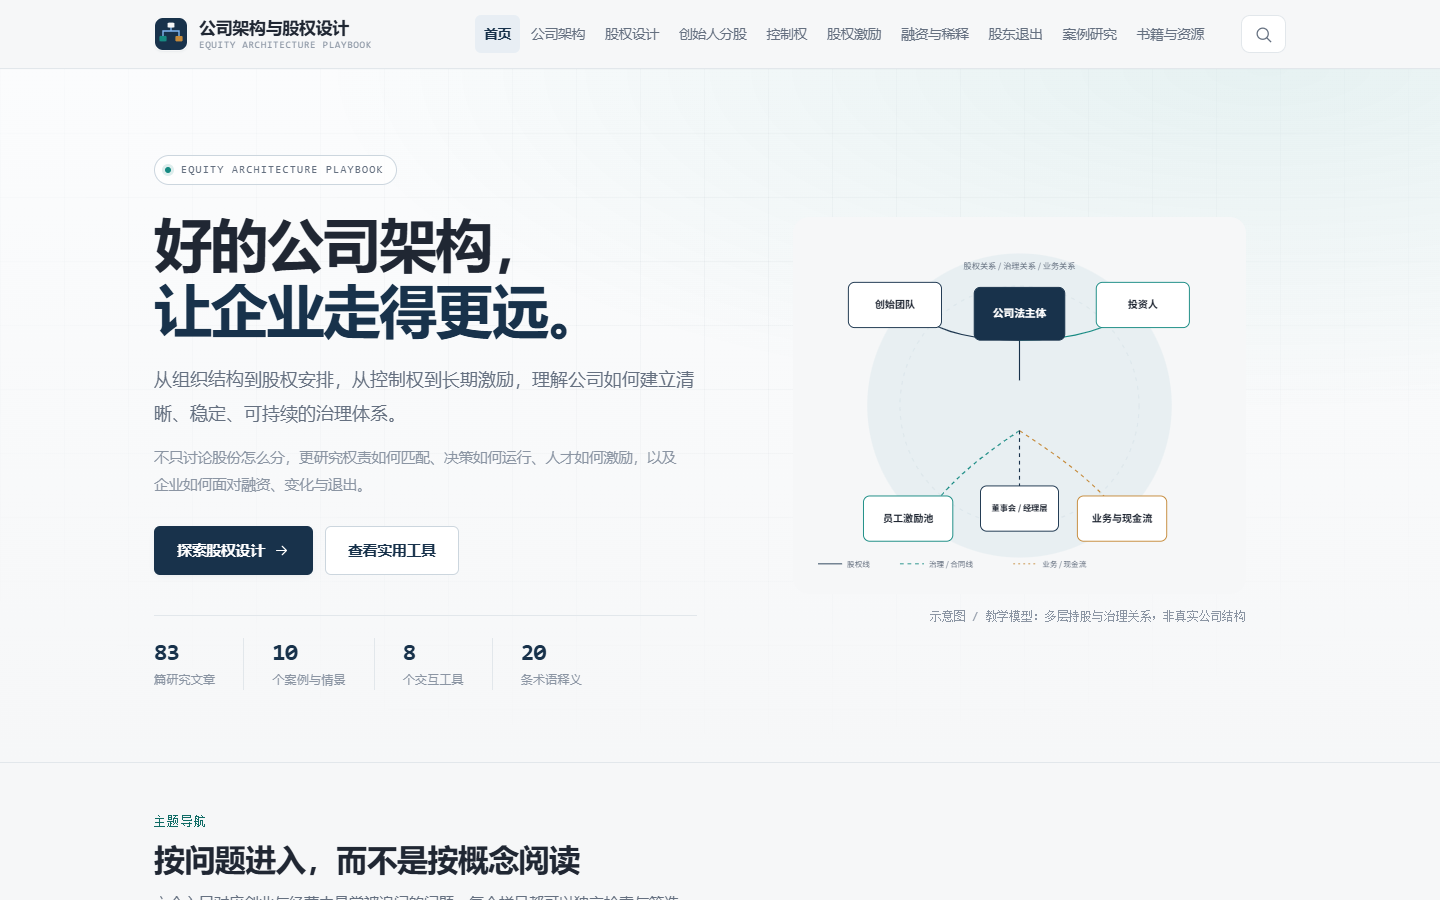 公司架构与股权设计
EQUITY ARCHITECTURE PLAYBOOK
首页 公司架构 股权设计 创始人分股 控制权 股权激励 融资与稀释 股东退出 案例研究 书籍与资源
EQUITY ARCHITECTURE PLAYBOOK
好的公司架构，
让企业走得更远。
从组织结构到股权安排，从控制权到长期激励，理解公司如何建立清
晰、稳定、可持续的治理体系。
不只讨论股份怎么分，更研究权责如何匹配、决策如何运行、人才如何激励，以及
企业如何面对融资、变化与退出。
探索股权设计 →
查看实用工具
83
篇研究文章
10
个案例与情景
8
个交互工具
20
条术语释义
股权关系 / 治理关系 / 业务关系
创始团队
公司法主体
投资人
员工激励池
董事会 / 经理层
业务与现金流
股权线
治理 / 合同线
业务 / 现金流
示意图 / 教学模型：多层持股与治理关系，非真实公司结构
主题导航
按问题进入，而不是按概念阅读